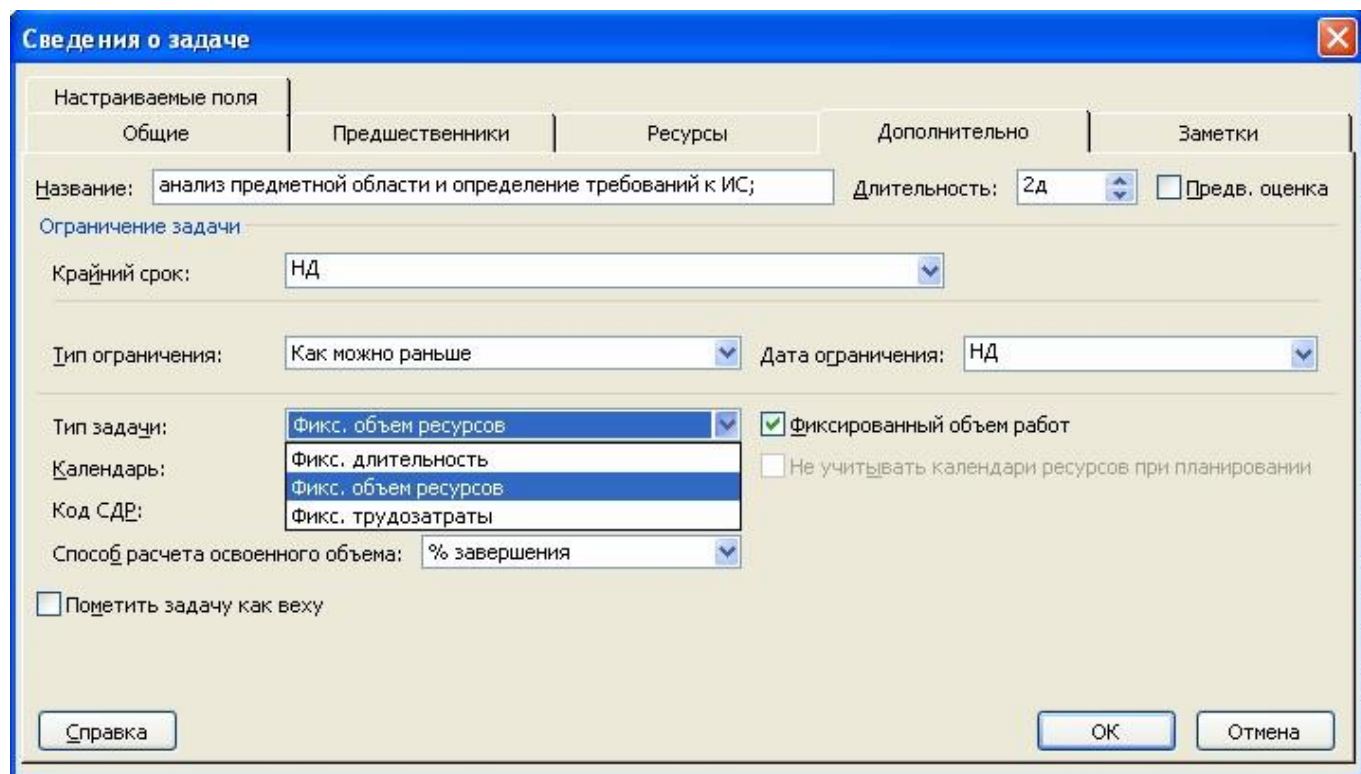 Сведения о задаче
Настраиваемые поля
Общие Предшественники Ресурсы Дополнительно Заметки
Название: анализ предметной области и определение требований к ИС; Длительность: 2д Предв. оценка
Ограничение задачи
Крайний срок: НД
Тип ограничения: Как можно раньше Дата ограничения: НД
Тип задачи: Фикс. объем ресурсов Фиксированный объем работ
Календарь: Фикс. длительность Не учитывать календари ресурсов при планировании
Фикс. объем ресурсов
Код СДР: Фикс. трудозатраты
Способ расчета освоенного объема: % завершения
Пометить задачу как веху
Справка ОК Отмена